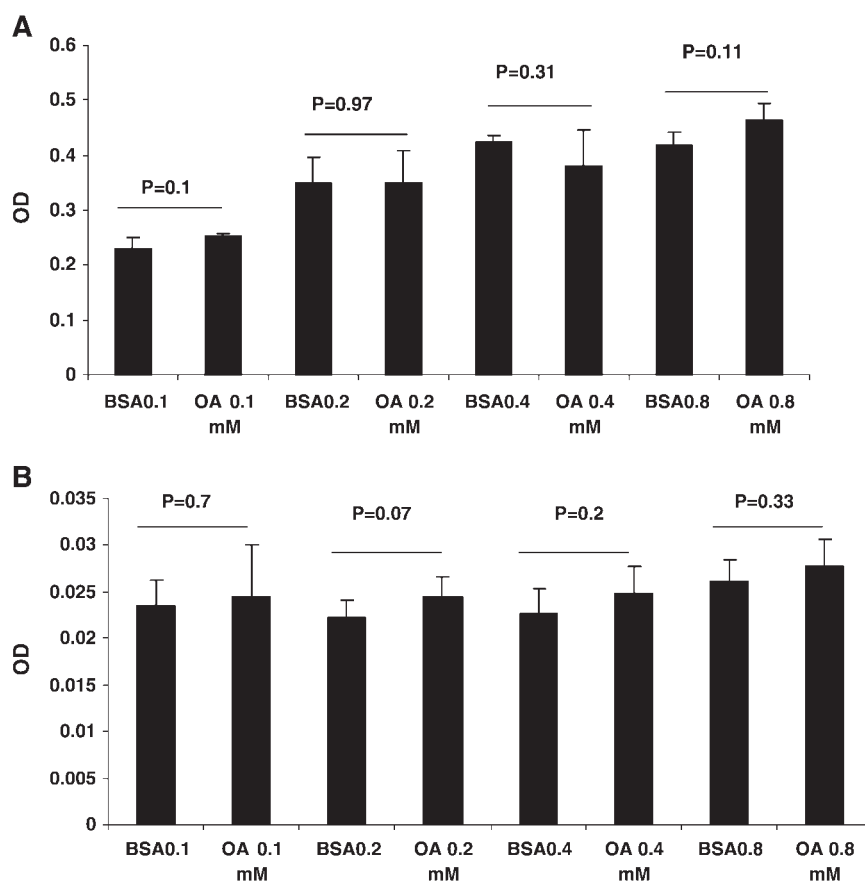 A
0.6
0.5
0.4
0.3
0.2
0.1
0
OD
P=0.1
P=0.97
P=0.31
P=0.11
BSA0.1 OA 0.1 BSA0.2 OA 0.2 BSA0.4 OA 0.4 BSA0.8 OA 0.8
mM mM mM mM
B
0.035
0.03
0.025
0.02
0.015
0.01
0.005
0
OD
P=0.7
P=0.07
P=0.2
P=0.33
BSA0.1 OA 0.1 BSA0.2 OA 0.2 BSA0.4 OA 0.4 BSA0.8 OA 0.8
mM mM mM mM